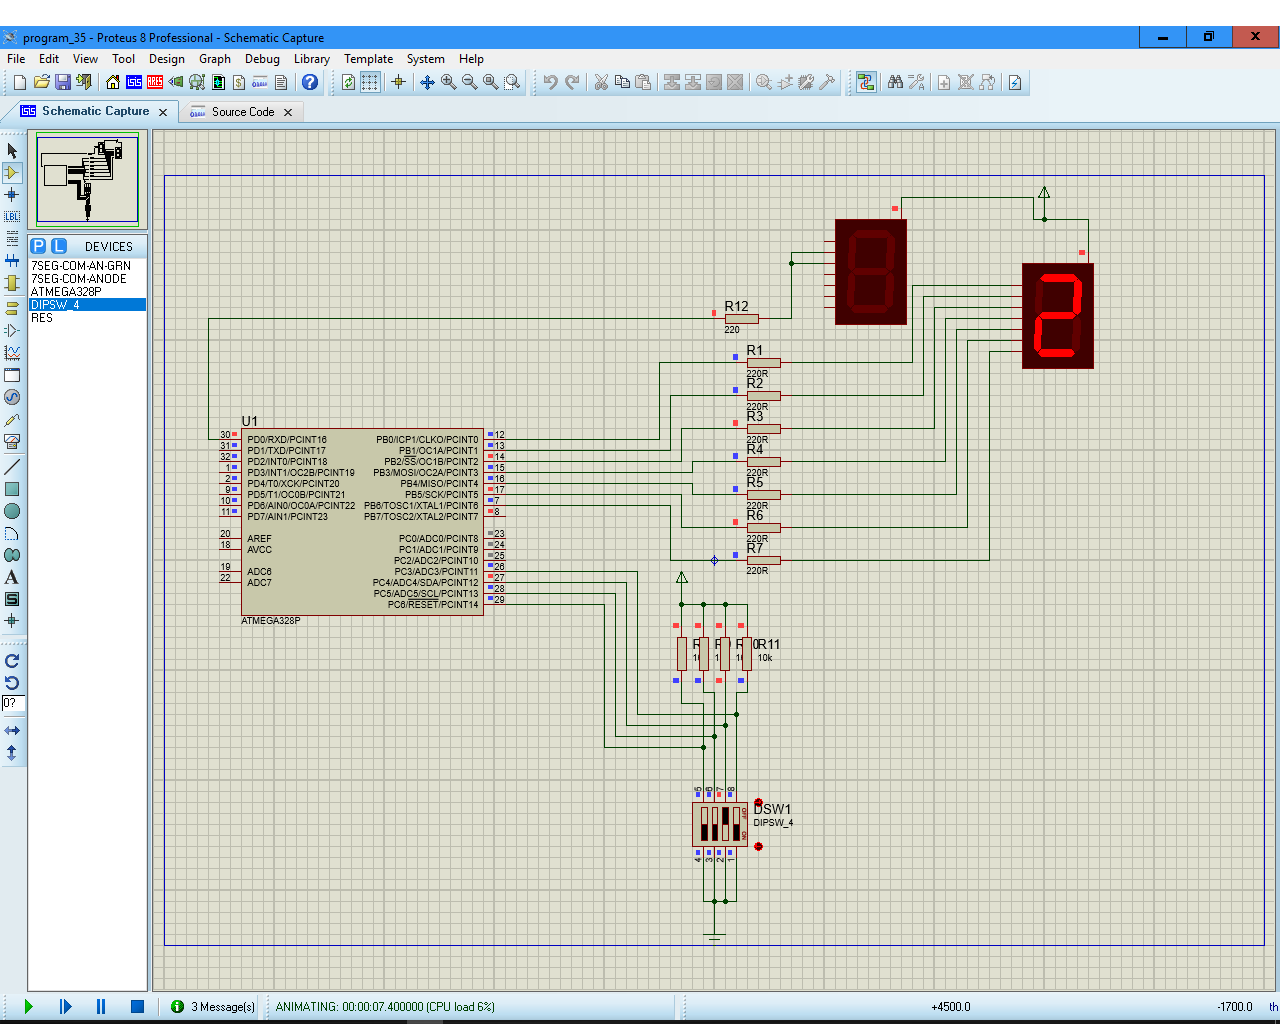 program_35 - Proteus 8 Professional - Schematic Capture
File Edit View Tool Design Graph Debug Library Template System Help
Schematic Capture
Source Code
P L DEVICES
7SEG-COM-AN-GRN
7SEG-COM-ANODE
ATMEGA328P
DIPSW_4
RES
LBL
A
S
0?
R12
220
R1
220R
R2
220R
R3
220R
R4
220R
R5
220R
R6
220R
R7
220R
U1
30 PD0/RXD/PCINT16 PB0/ICP1/CLKO/PCINT0 12
31 PD1/TXD/PCINT17 PB1/OC1A/PCINT1 13
32 PD2/INT0/PCINT18 PB2/SS/OC1B/PCINT2 14
1 PD3/INT1/OC2B/PCINT19 PB3/MOSI/OC2A/PCINT3 15
2 PD4/T0/XCK/PCINT20 PB4/MISO/PCINT4 16
9 PD5/T1/OC0B/PCINT21 PB5/SCK/PCINT5 17
10 PD6/AIN0/OC0A/PCINT22 PB6/TOSC1/XTAL1/PCINT6 7
11 PD7/AIN1/PCINT23 PB7/TOSC2/XTAL2/PCINT7 8
20 AREF PC0/ADC0/PCINT8 23
18 AVCC PC1/ADC1/PCINT9 24
PC2/ADC2/PCINT10 25
19 ADC6 PC3/ADC3/PCINT11 26
22 ADC7 PC4/ADC4/SDA/PCINT12 27
PC5/ADC5/SCL/PCINT13 28
PC6/RESET/PCINT14 29
ATMEGA328P
R11
10k
5 6 7 8
DSW1
DIPSW_4
OFF
ON
4 3 2 1
2
3 Message(s)
ANIMATING: 00:00:07.400000 (CPU load 6%)
+4500.0
-1700.0
th